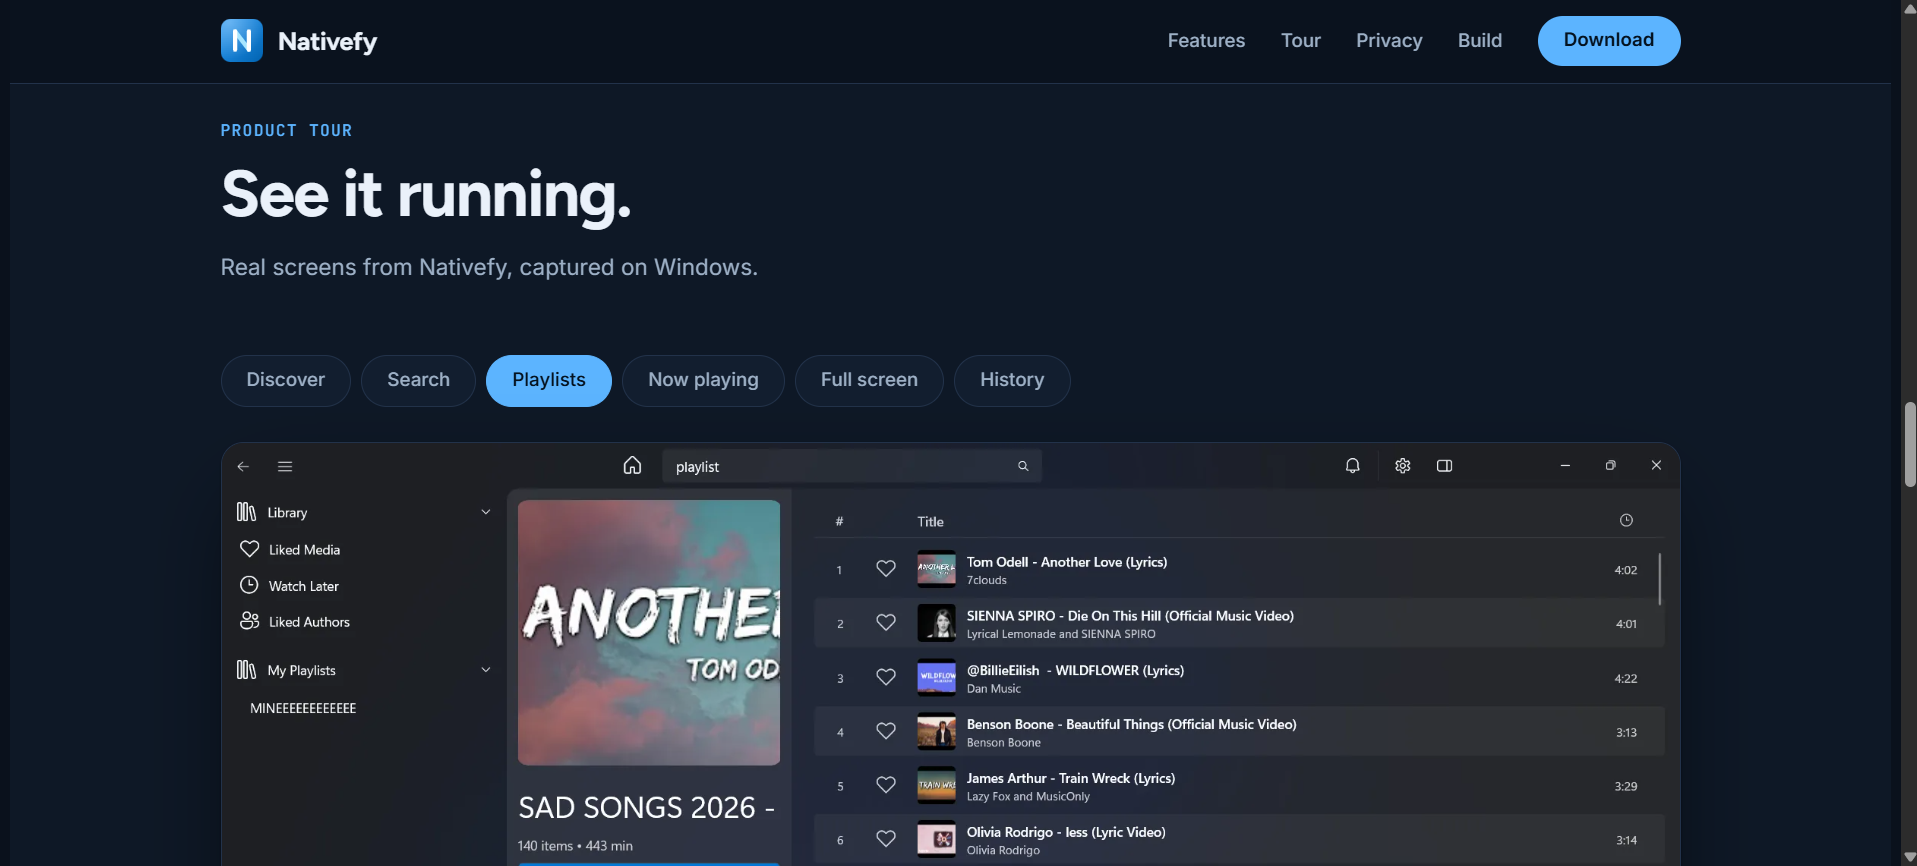 N Nativefy
Features Tour Privacy Build Download
PRODUCT TOUR
See it running.
Real screens from Nativefy, captured on Windows.
Discover Search Playlists Now playing Full screen History
playlist
Library
Liked Media
Watch Later
Liked Authors
My Playlists
MINEEEEEEEEEEEE
ANOTHER
TOM OD
SAD SONGS 2026 -
140 items • 443 min
# Title
1 Tom Odell - Another Love (Lyrics) 4:02
7clouds
2 SIENNA SPIRO - Die On This Hill (Official Music Video) 4:01
Lyrical Lemonade and SIENNA SPIRO
3 @BillieEilish - WILDFLOWER (Lyrics) 4:22
Dan Music
4 Benson Boone - Beautiful Things (Official Music Video) 3:13
Benson Boone
5 James Arthur - Train Wreck (Lyrics) 3:29
Lazy Fox and MusicOnly
6 Olivia Rodrigo - less (Lyric Video) 3:14
Olivia Rodrigo